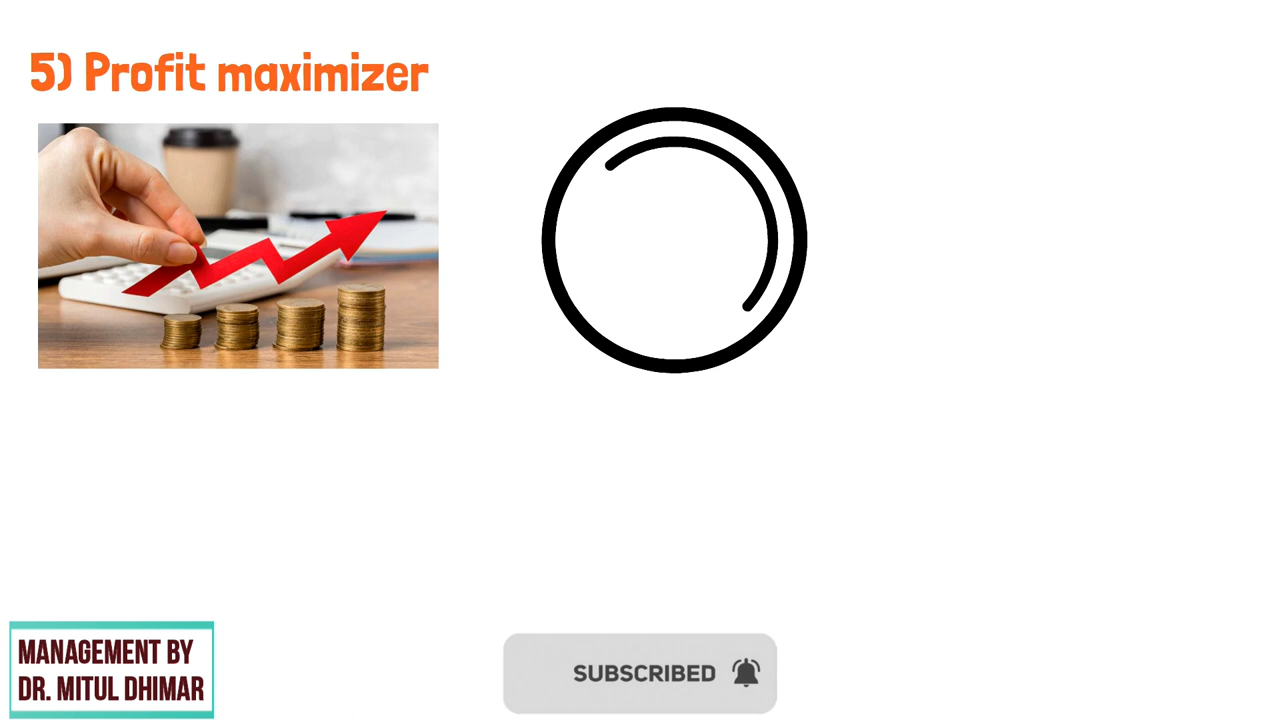 5) Profit maximizer
MANAGEMENT BY
DR. MITUL DHIMAR
SUBSCRIBED